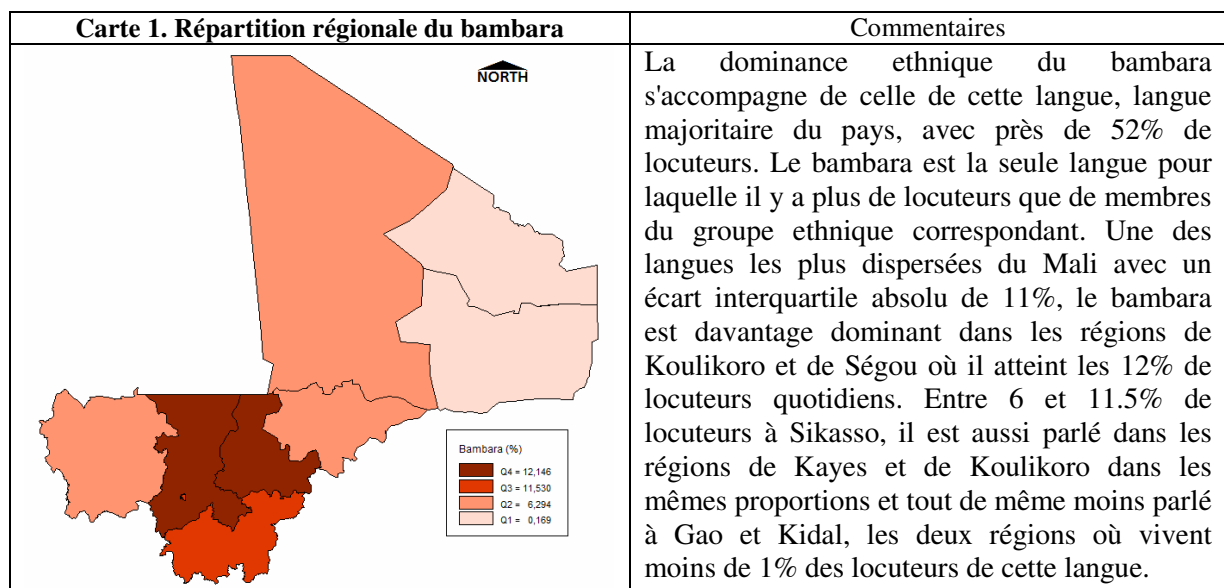 Carte 1. Répartition régionale du bambara
NORTH
Bambara (%)
Q4 = 12,146
Q3 = 11,530
Q2 = 6,294
Q1 = 0,169
Commentaires
La dominance ethnique du bambara
s'accompagne de celle de cette langue, langue
majoritaire du pays, avec près de 52% de
locuteurs. Le bambara est la seule langue pour
laquelle il y a plus de locuteurs que de membres
du groupe ethnique correspondant. Une des
langues les plus dispersées du Mali avec un
écart interquartile absolu de 11%, le bambara
est davantage dominant dans les régions de
Koulikoro et de Ségou où il atteint les 12% de
locuteurs quotidiens. Entre 6 et 11.5% de
locuteurs à Sikasso, il est aussi parlé dans les
régions de Kayes et de Koulikoro dans les
mêmes proportions et tout de même moins parlé
à Gao et Kidal, les deux régions où vivent
moins de 1% des locuteurs de cette langue.